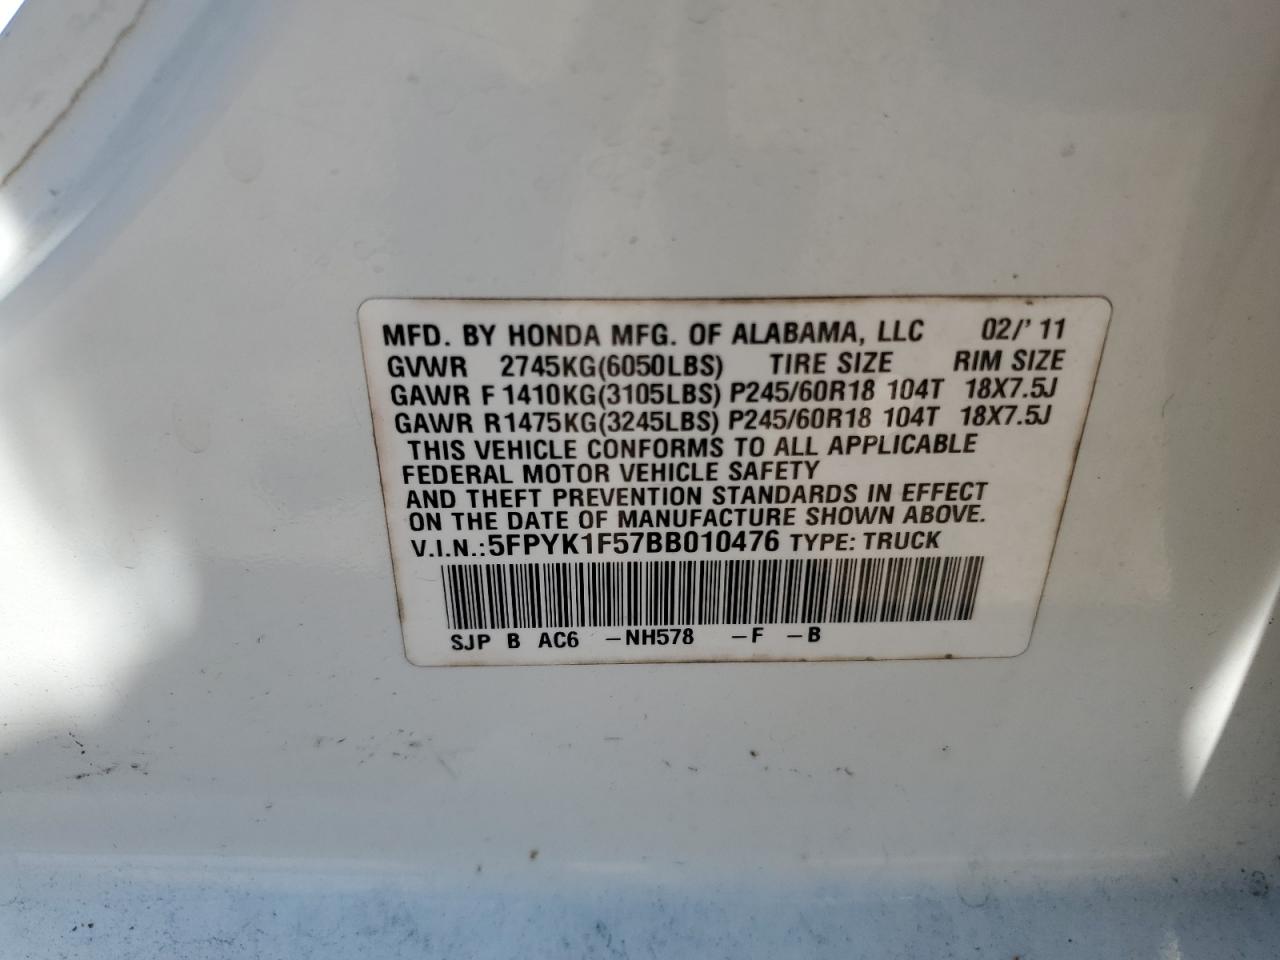 MFD. BY HONDA MFG. OF ALABAMA, LLC 02/' 11
GVWR 2745KG(6050LBS) TIRE SIZE RIM SIZE
GAWR F 1410KG(3105LBS) P245/60R18 104T 18X7.5J
GAWR R1475KG(3245LBS) P245/60R18 104T 18X7.5J
THIS VEHICLE CONFORMS TO ALL APPLICABLE
FEDERAL MOTOR VEHICLE SAFETY
AND THEFT PREVENTION STANDARDS IN EFFECT
ON THE DATE OF MANUFACTURE SHOWN ABOVE.
V.I.N.:5FPYK1F57BB010476 TYPE: TRUCK
SJP B AC6 -NH578 -F -B